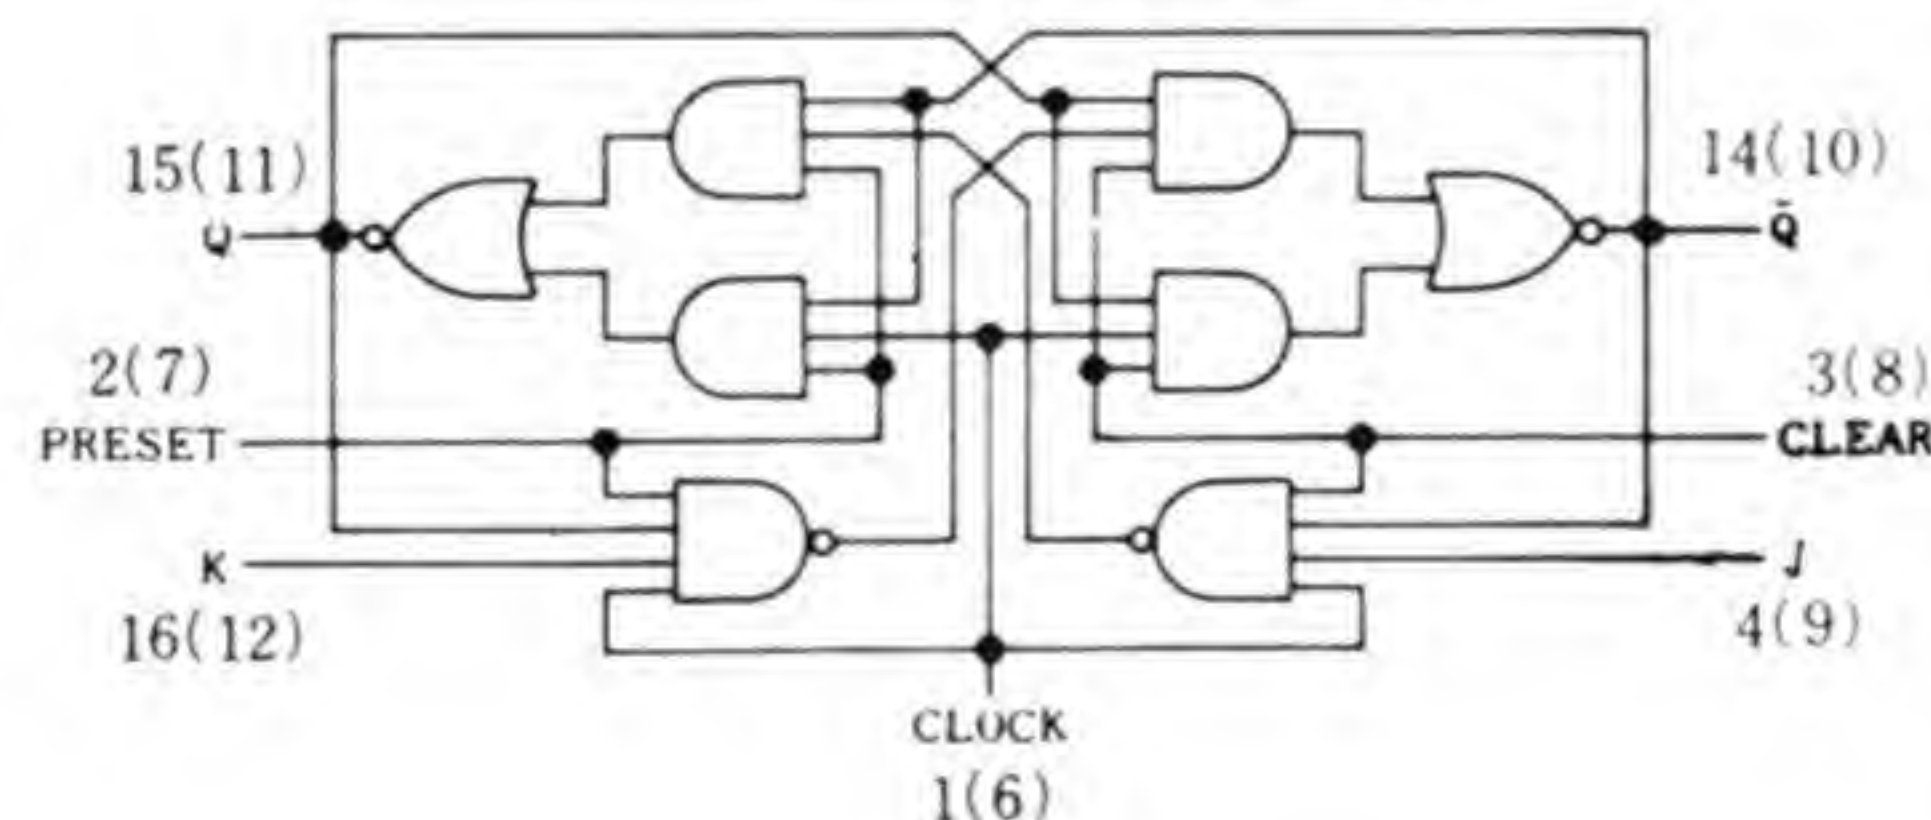 15(11)
Q
2(7)
PRESET
K
16(12)
14(10)
Q̄
3(8)
CLEAR
J
4(9)
CLOCK
1(6)